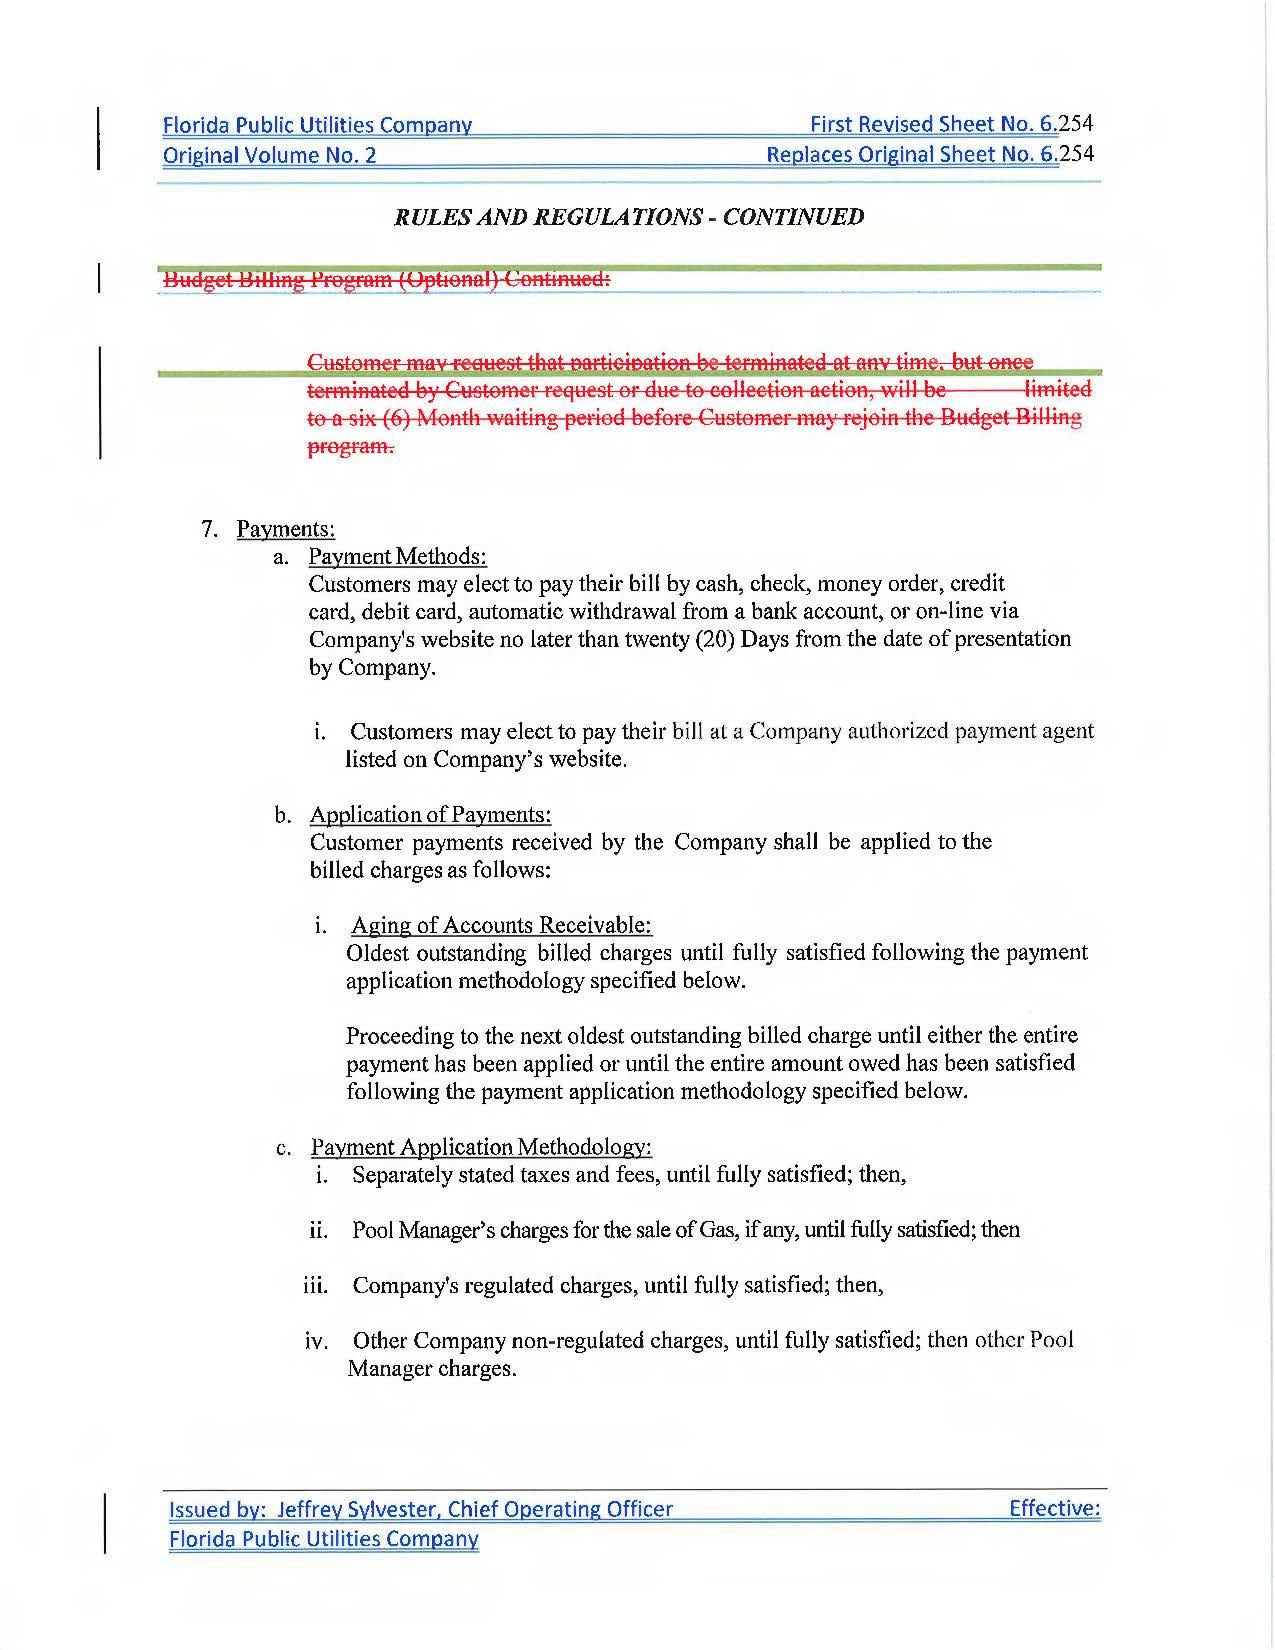 Florida Public Utilities Company First Revised Sheet No. 6.254
Original Volume No. 2 Replaces Original Sheet No. 6.254
RULES AND REGULATIONS - CONTINUED
Budget Billing Program (Optional) Continued:
Customer may request that participation be terminated at any time, but once
terminated by Customer request or due to collection action, will be limited
to a six (6) Month waiting period before Customer may rejoin the Budget Billing
program.
7. Payments:
a. Payment Methods:
Customers may elect to pay their bill by cash, check, money order, credit
card, debit card, automatic withdrawal from a bank account, or on-line via
Company's website no later than twenty (20) Days from the date of presentation
by Company.
i. Customers may elect to pay their bill at a Company authorized payment agent
listed on Company’s website.
b. Application of Payments:
Customer payments received by the Company shall be applied to the
billed charges as follows:
i. Aging of Accounts Receivable:
Oldest outstanding billed charges until fully satisfied following the payment
application methodology specified below.
Proceeding to the next oldest outstanding billed charge until either the entire
payment has been applied or until the entire amount owed has been satisfied
following the payment application methodology specified below.
c. Payment Application Methodology:
i. Separately stated taxes and fees, until fully satisfied; then,
ii. Pool Manager’s charges for the sale of Gas, if any, until fully satisfied; then
iii. Company's regulated charges, until fully satisfied; then,
iv. Other Company non-regulated charges, until fully satisfied; then other Pool
Manager charges.
Issued by: Jeffrey Sylvester, Chief Operating Officer Effective:
Florida Public Utilities Company